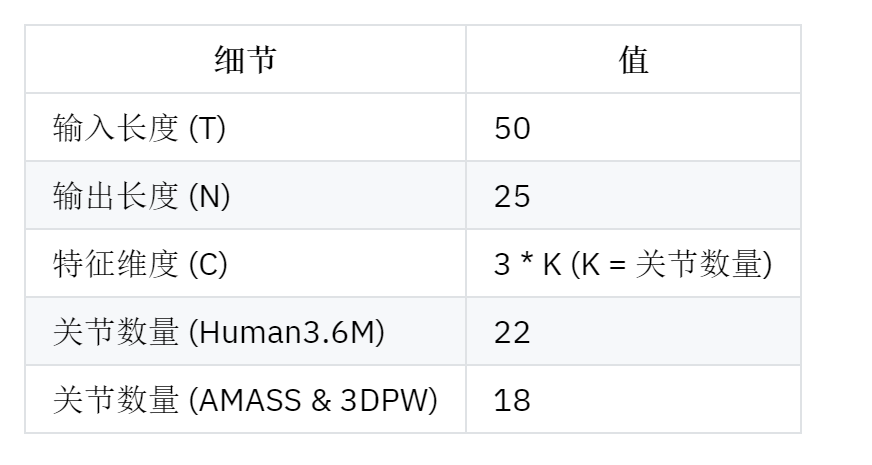 细节 值
输入长度 (T) 50
输出长度 (N) 25
特征维度 (C) 3 * K (K = 关节数量)
关节数量 (Human3.6M) 22
关节数量 (AMASS & 3DPW) 18